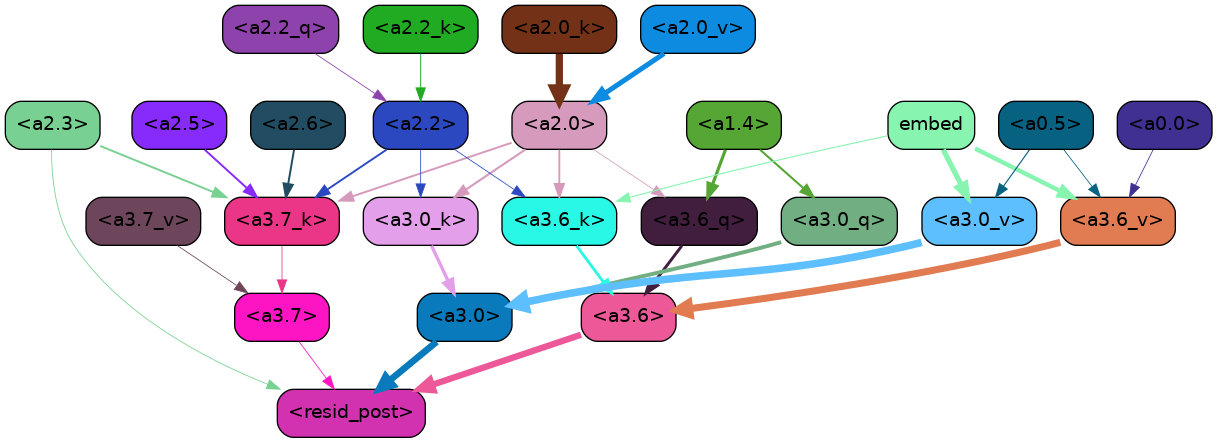 <a2.2_q> <a2.2_k> <a2.0_k> <a2.0_v>
<a2.3> <a2.5> <a2.6> <a2.2> <a2.0> <a1.4> embed <a0.5> <a0.0>
<a3.7_v> <a3.7_k> <a3.0_k> <a3.6_k> <a3.6_q> <a3.0_q> <a3.0_v> <a3.6_v>
<a3.7> <a3.0> <a3.6>
<resid_post>